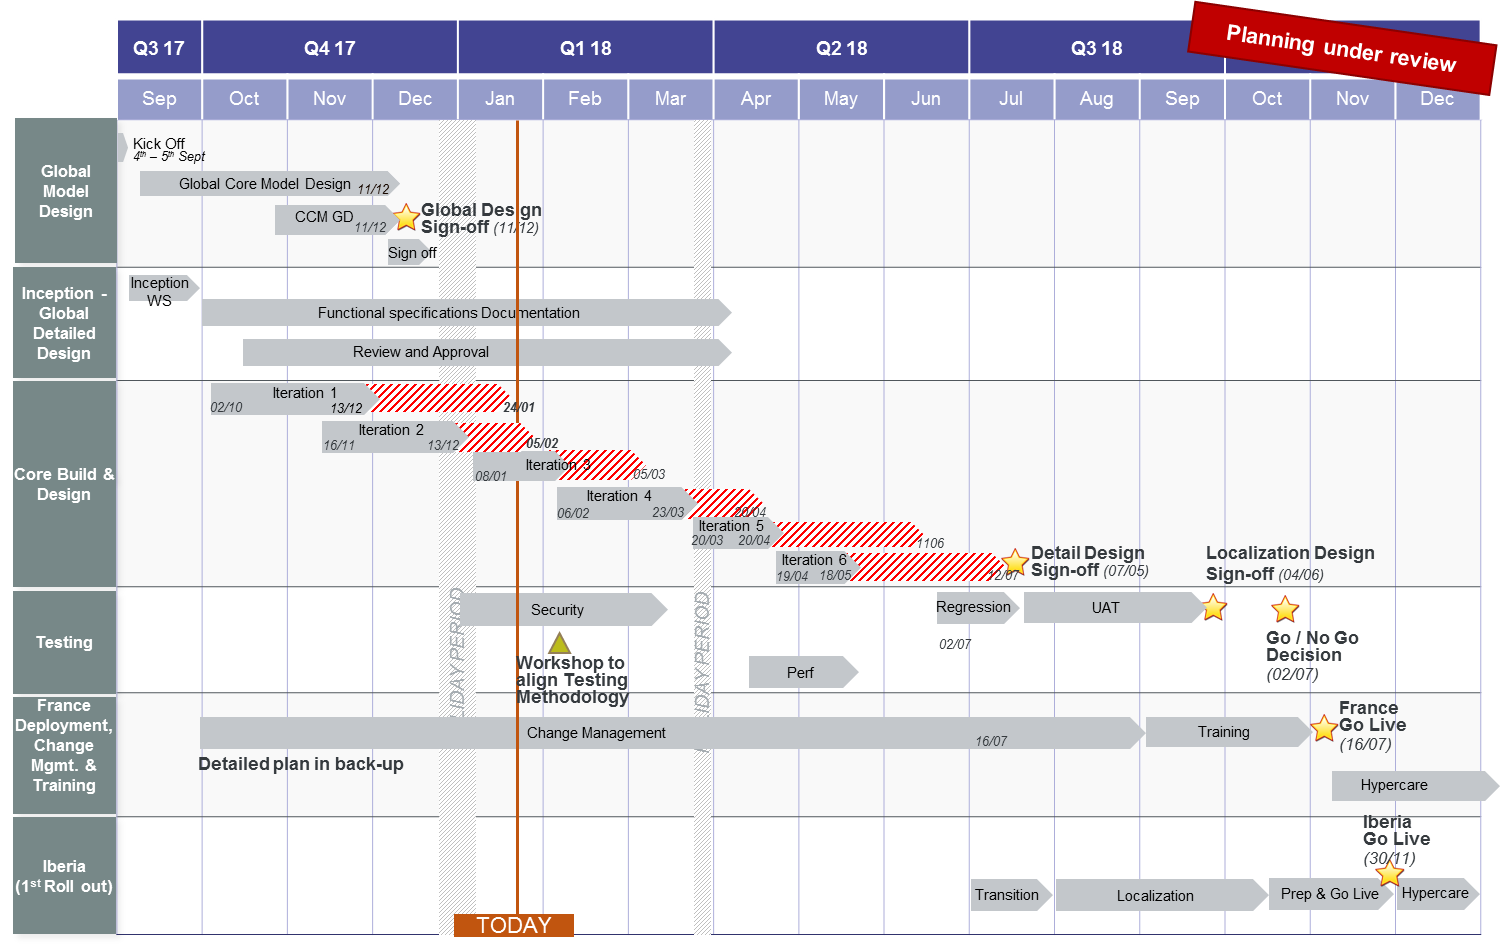 Planning under review
Q3 17 Q4 17 Q1 18 Q2 18 Q3 18
Sep Oct Nov Dec Jan Feb Mar Apr May Jun Jul Aug Sep Oct Nov Dec
Global
Model
Design
Kick Off
4th – 5th Sept
Global Core Model Design 11/12
CCM GD 11/12
Global Design
Sign-off (11/12)
Sign off
Inception -
Global
Detailed
Design
Inception
WS
Functional specifications Documentation
Review and Approval
Core Build &
Design
Iteration 1
02/10 13/12 24/01
Iteration 2
16/11 13/12 05/02
Iteration 3
08/01 05/03
Iteration 4
06/02 23/03 20/04
Iteration 5
20/03 20/04 1106
Iteration 6
19/04 18/05 12/07
Detail Design
Sign-off (07/05)
Localization Design
Sign-off (04/06)
Testing
Security
Regression
UAT
02/07
LIDAY PERIOD
LIDAY PERIOD
Workshop to
align Testing
Methodology
Perf
Go / No Go
Decision
(02/07)
France
Deployment,
Change
Mgmt. &
Training
Change Management
16/07
Training
France
Go Live
(16/07)
Detailed plan in back-up
Hypercare
Iberia
(1st Roll out)
Iberia
Go Live
(30/11)
Transition
Localization
Prep & Go Live
Hypercare
TODAY